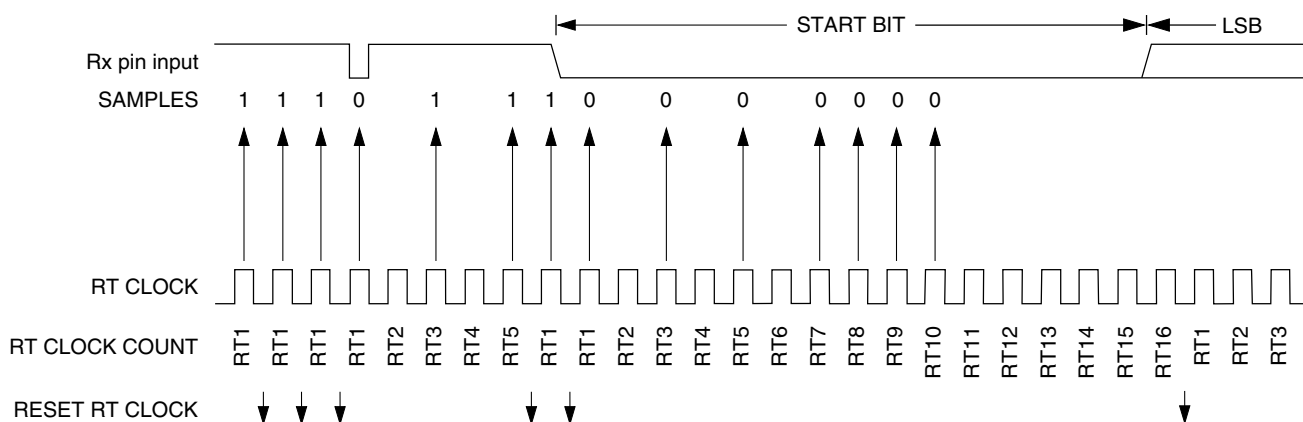 START BIT LSB
Rx pin input
SAMPLES 1 1 1 0 1 1 1 0 0 0 0 0 0 0
RT CLOCK
RT CLOCK COUNT RT1 RT1 RT1 RT1 RT2 RT3 RT4 RT5 RT1 RT1 RT2 RT3 RT4 RT5 RT6 RT7 RT8 RT9 RT10 RT11 RT12 RT13 RT14 RT15 RT16 RT1 RT2 RT3
RESET RT CLOCK